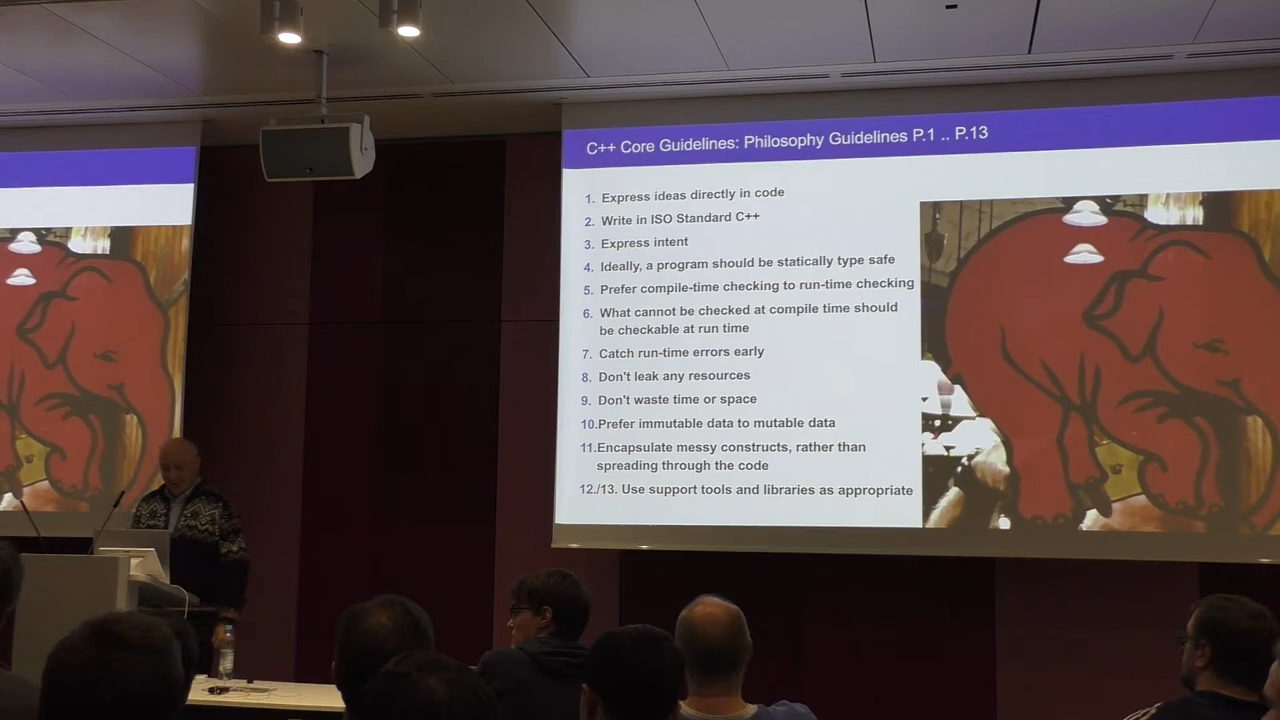 C++ Core Guidelines: Philosophy Guidelines P.1 .. P.13
1. Express ideas directly in code
2. Write in ISO Standard C++
3. Express intent
4. Ideally, a program should be statically type safe
5. Prefer compile-time checking to run-time checking
6. What cannot be checked at compile time should
be checkable at run time
7. Catch run-time errors early
8. Don't leak any resources
9. Don't waste time or space
10.Prefer immutable data to mutable data
11.Encapsulate messy constructs, rather than
spreading through the code
12./13. Use support tools and libraries as appropriate